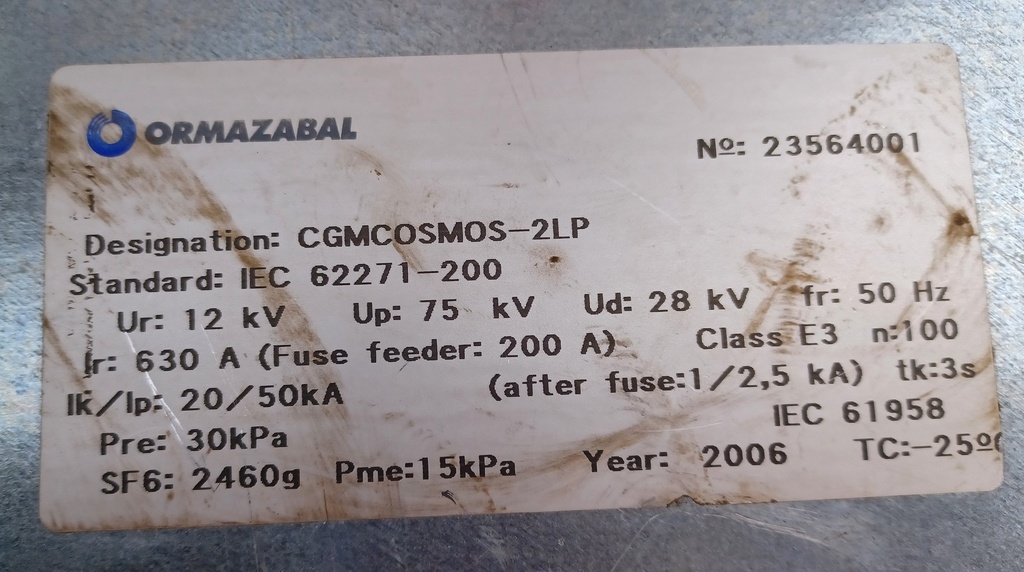 ORMAZABAL
Nº: 23564001
Designation: CGMCOSMOS-2LP
Standard: IEC 62271-200
Ur: 12 kV Up: 75 kV Ud: 28 kV fr: 50 Hz
Ir: 630 A (Fuse feeder: 200 A) Class E3 n:100
Ik/Ip: 20/50kA (after fuse:1/2,5 kA) tk:3s
Pre: 30kPa IEC 61958
SF6: 2460g Pme:15kPa Year: 2006 TC:-25º